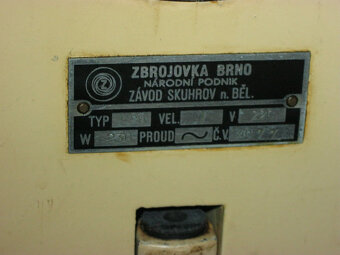 Z
ZBROJOVKA BRNO
NÁRODNÍ PODNIK
ZÁVOD SKUHROV n. BĚL.
TYP VEL. V
W PROUD ~ Č.V.